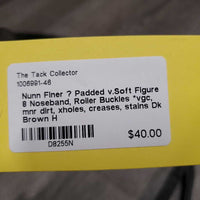 The Tack Collector
1006991-46
Nunn Finer ? Padded v.Soft Figure
8 Noseband, Roller Buckles *vgc,
mnr dirt, xholes, creases, stains Dk
Brown H
$40.00
D8255N